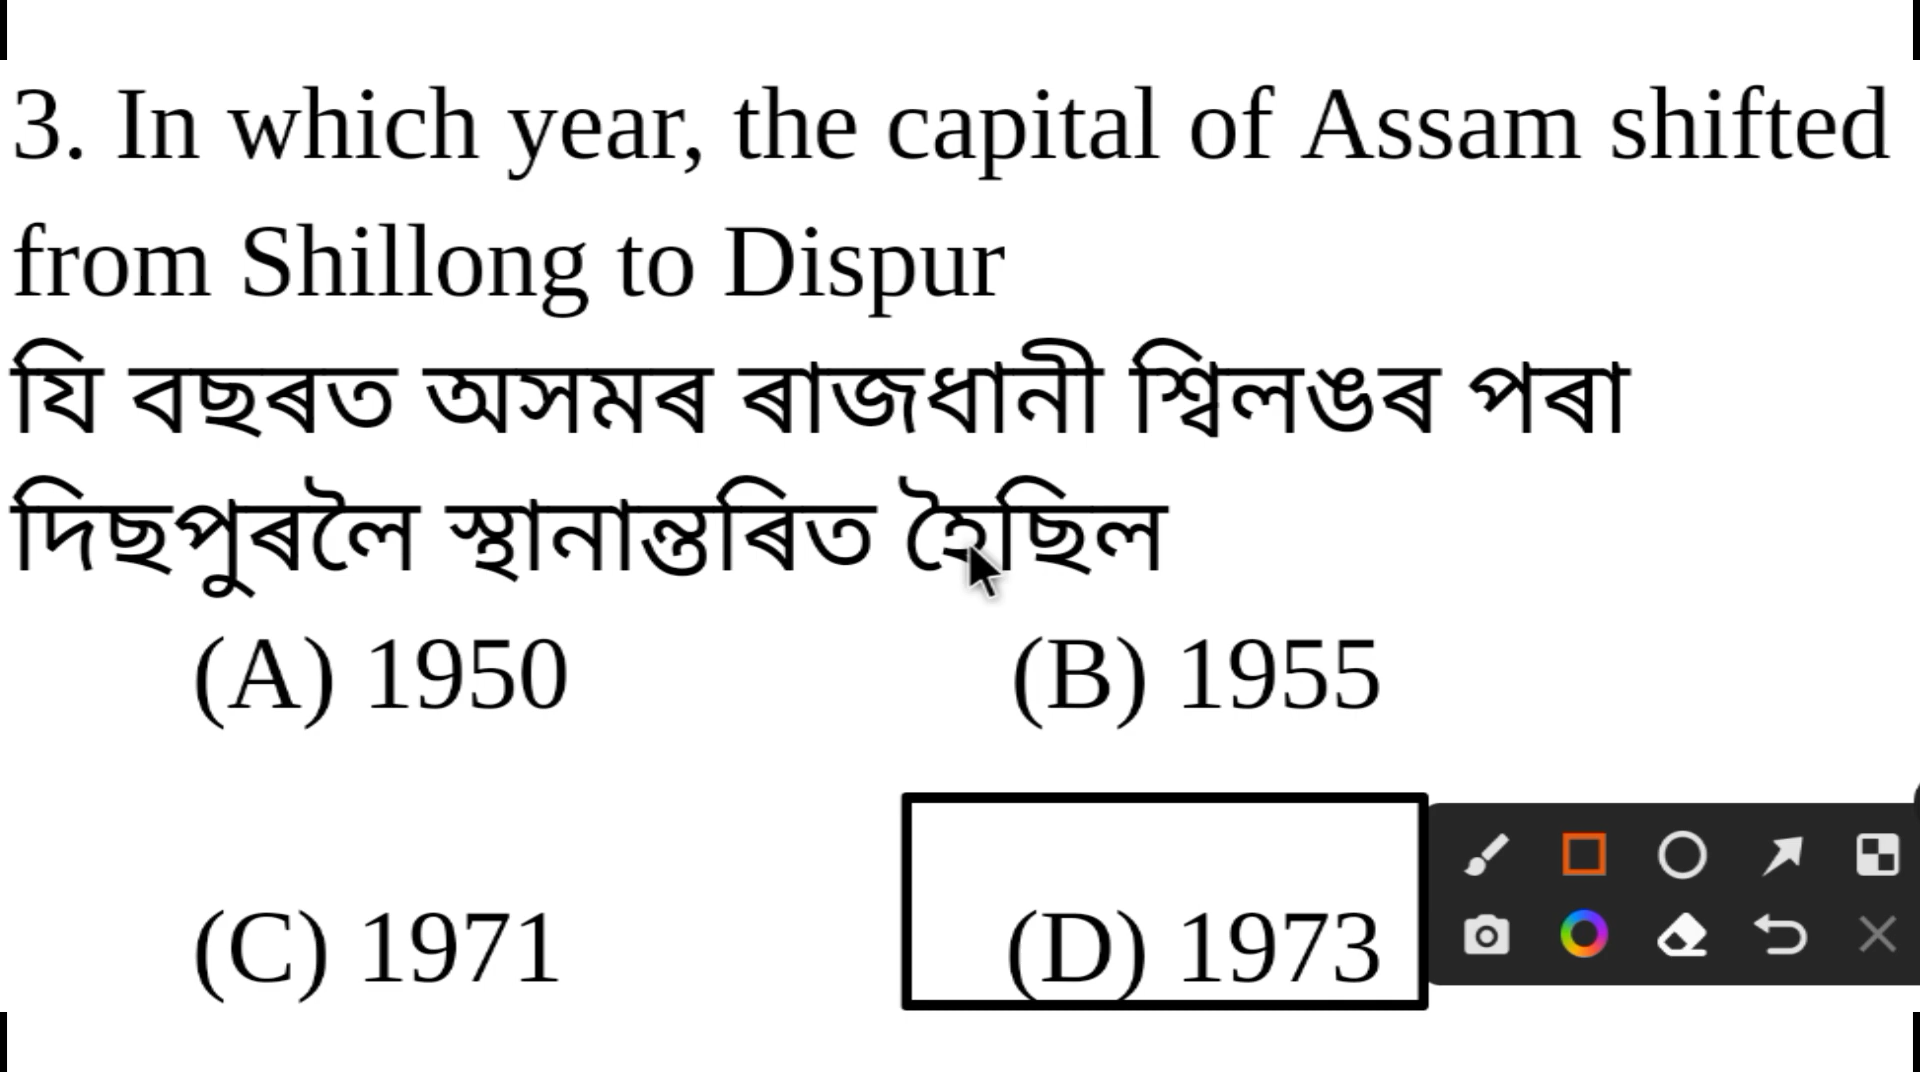 3. In which year, the capital of Assam shifted
from Shillong to Dispur
যি বছৰত অসমৰ ৰাজধানী শ্বিলঙৰ পৰা
দিছপুৰলৈ স্থানান্তৰিত হৈছিল
(A) 1950 (B) 1955
(C) 1971 (D) 1973